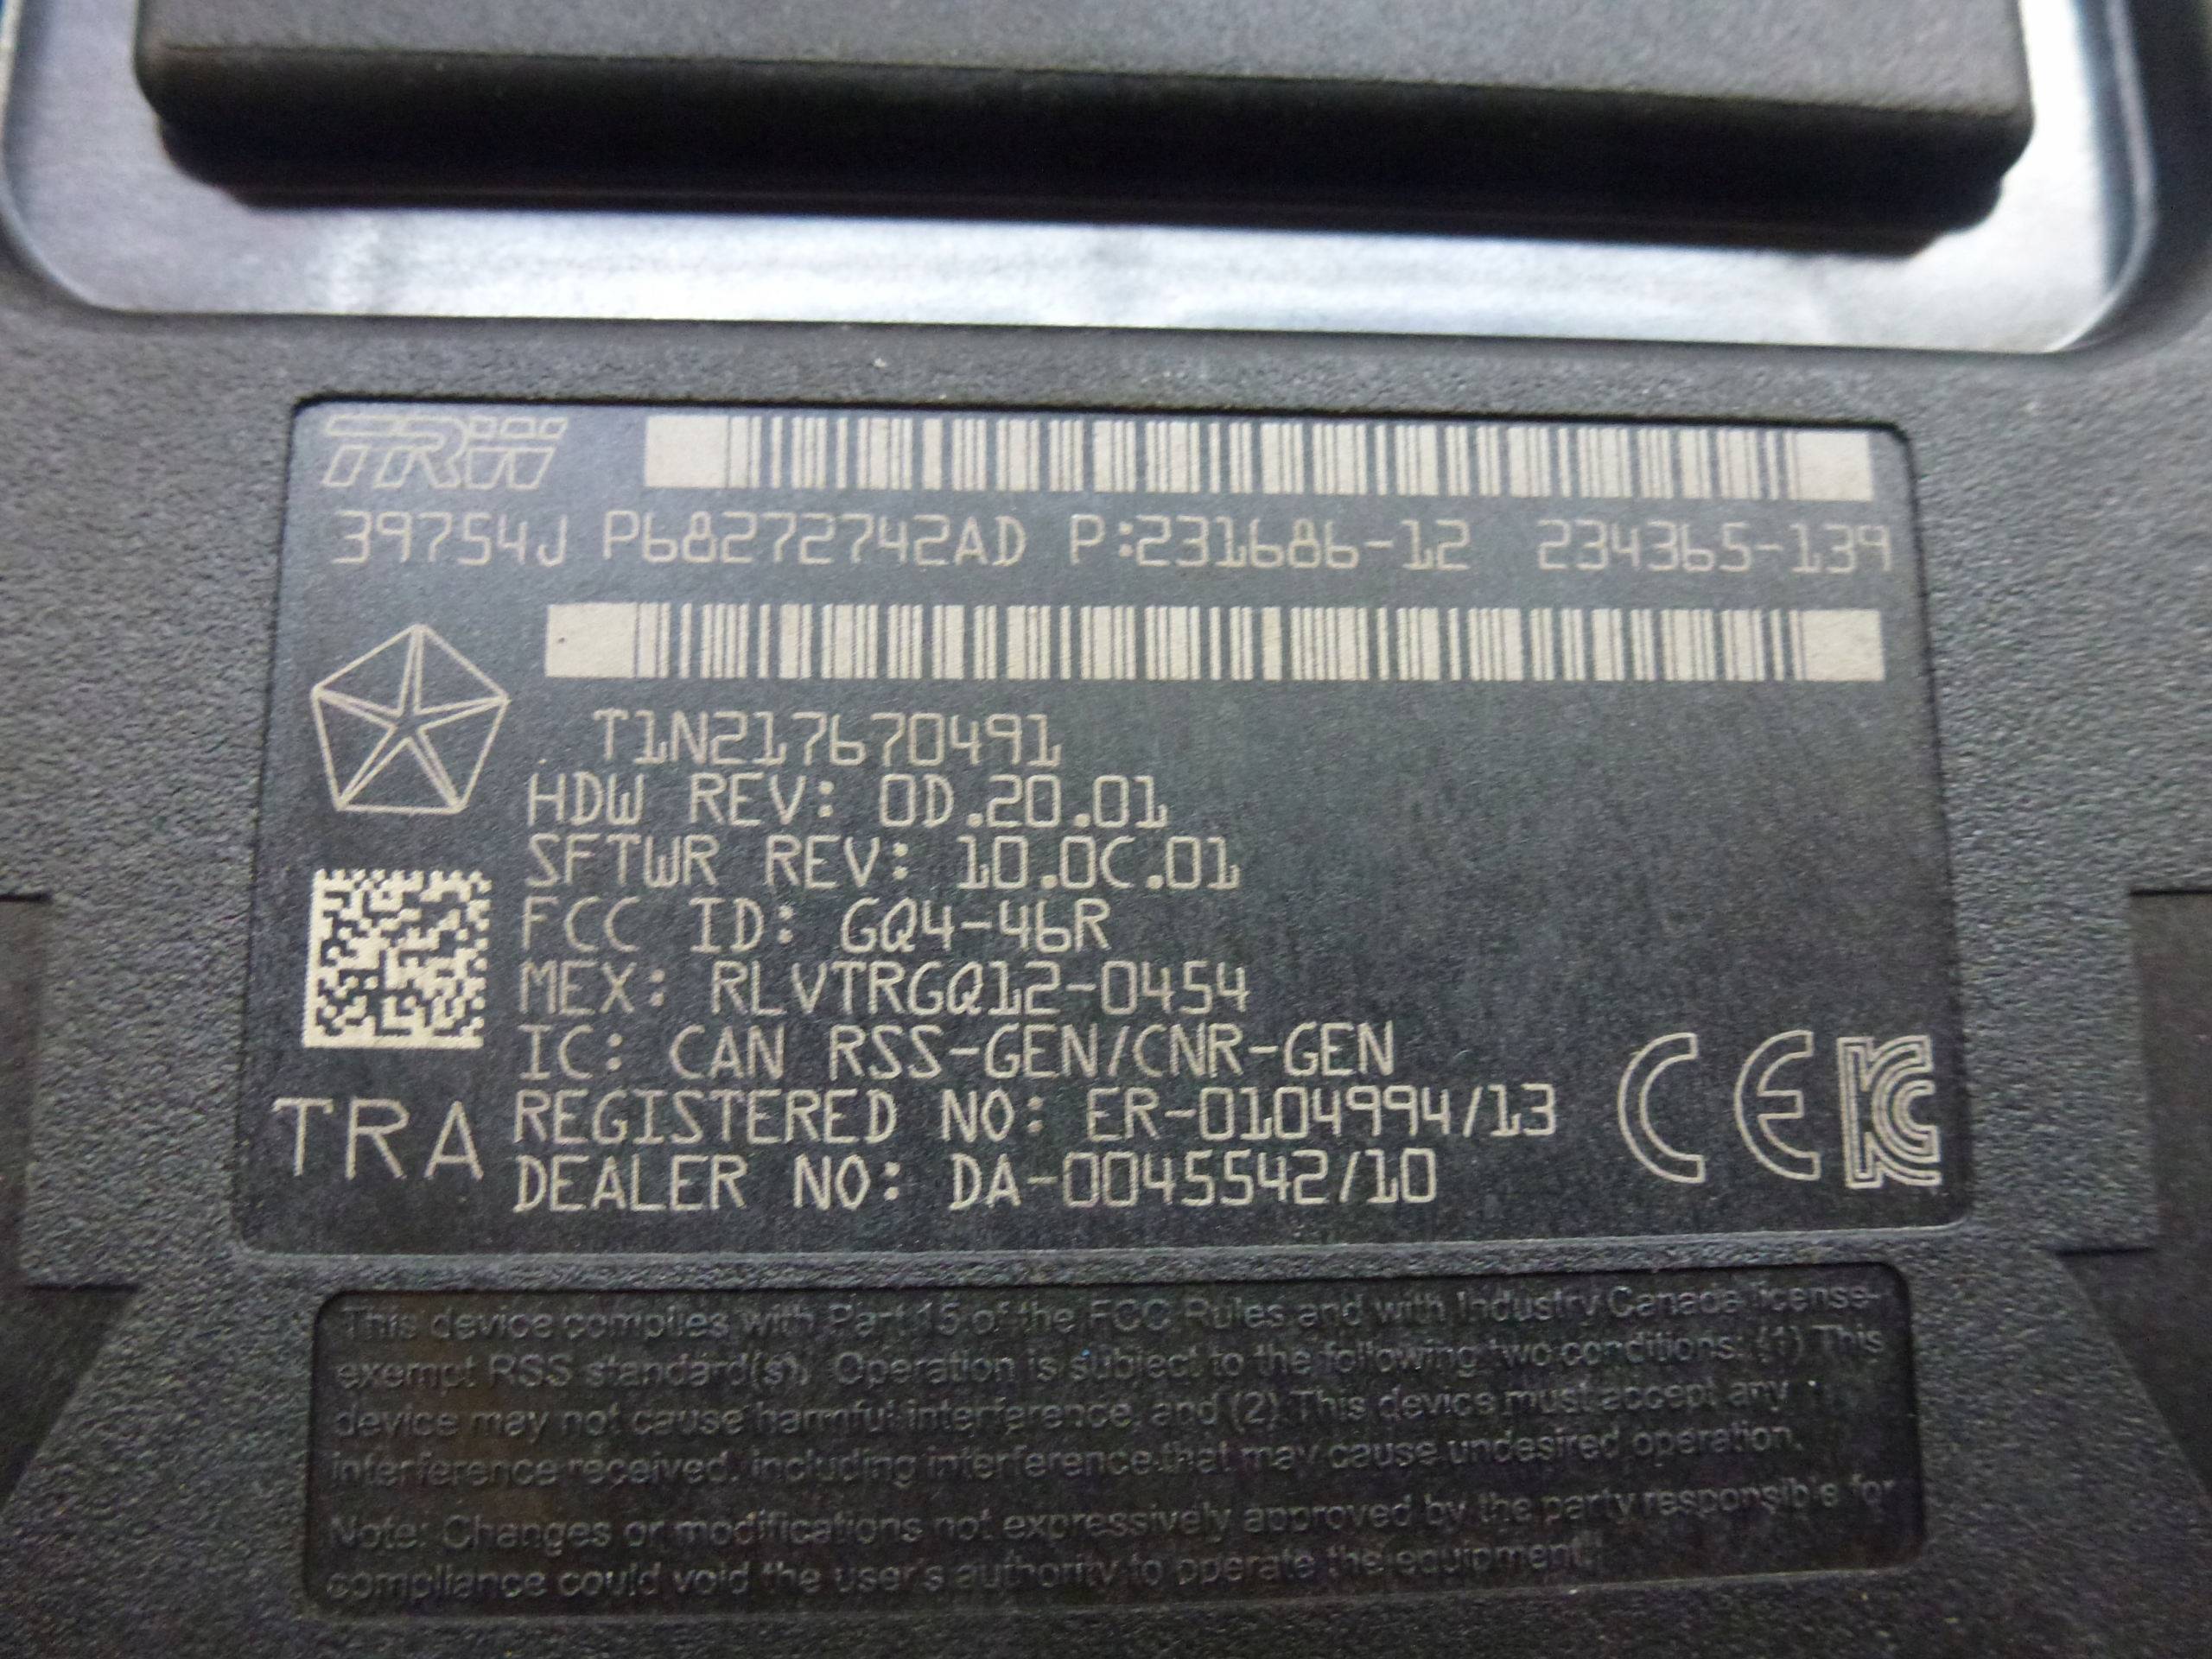 TRW
39754J P68272742AD P:231686-12 234365-139
T1N217670491
HDW REV: 0D.20.01
SFTWR REV: 10.0C.01
FCC ID: GQ4-46R
MEX: RLVTRGQ12-0454
IC: CAN RSS-GEN/CNR-GEN
REGISTERED NO: ER-0104994/13
DEALER NO: DA-0045542/10
TRA
CE KC
This device complies with Part 15 of the FCC Rules and with Industry Canada license-
exempt RSS standard(s). Operation is subject to the following two conditions: (1) This
device may not cause harmful interference, and (2) This device must accept any
interference received, including interference that may cause undesired operation.
Note: Changes or modifications not expressively approved by the party responsible for
compliance could void the user's authority to operate the equipment.